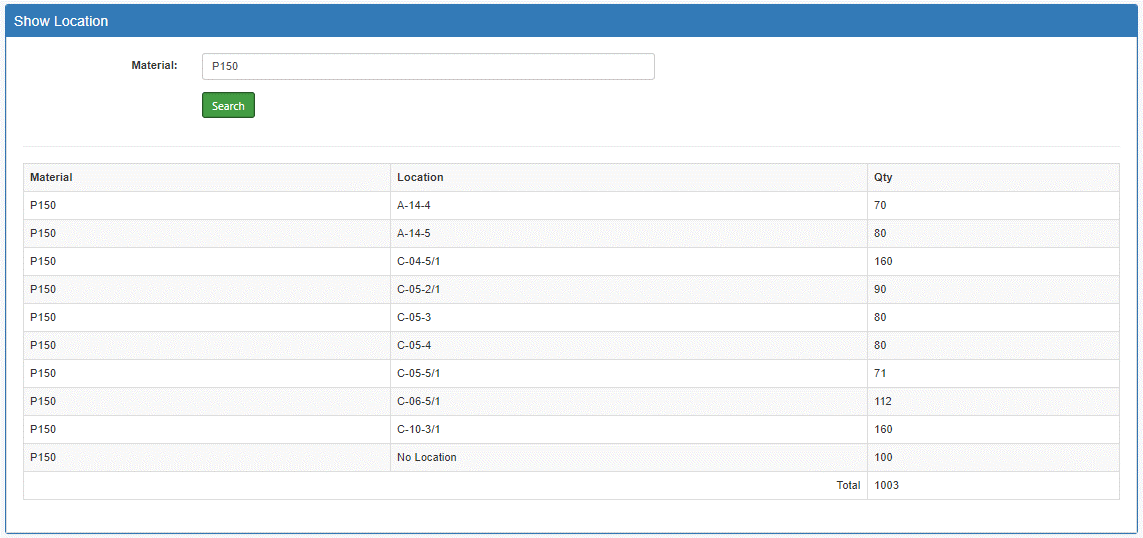 Show Location
Material: P150
Search
Material Location Qty
P150 A-14-4 70
P150 A-14-5 80
P150 C-04-5/1 160
P150 C-05-2/1 90
P150 C-05-3 80
P150 C-05-4 80
P150 C-05-5/1 71
P150 C-06-5/1 112
P150 C-10-3/1 160
P150 No Location 100
Total 1003